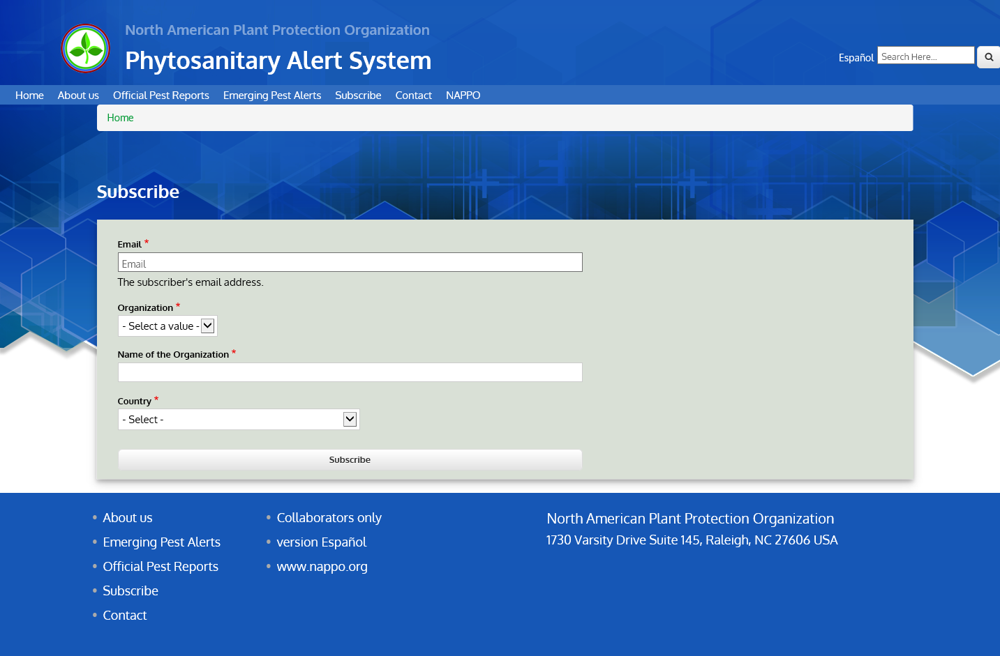 North American Plant Protection Organization
Phytosanitary Alert System
Español
Search Here...
Home About us Official Pest Reports Emerging Pest Alerts Subscribe Contact NAPPO
Home
Subscribe
Email *
Email
The subscriber's email address.
Organization *
- Select a value -
Name of the Organization *
Country *
- Select -
Subscribe
About us
Emerging Pest Alerts
Official Pest Reports
Subscribe
Contact
Collaborators only
version Español
www.nappo.org
North American Plant Protection Organization
1730 Varsity Drive Suite 145, Raleigh, NC 27606 USA